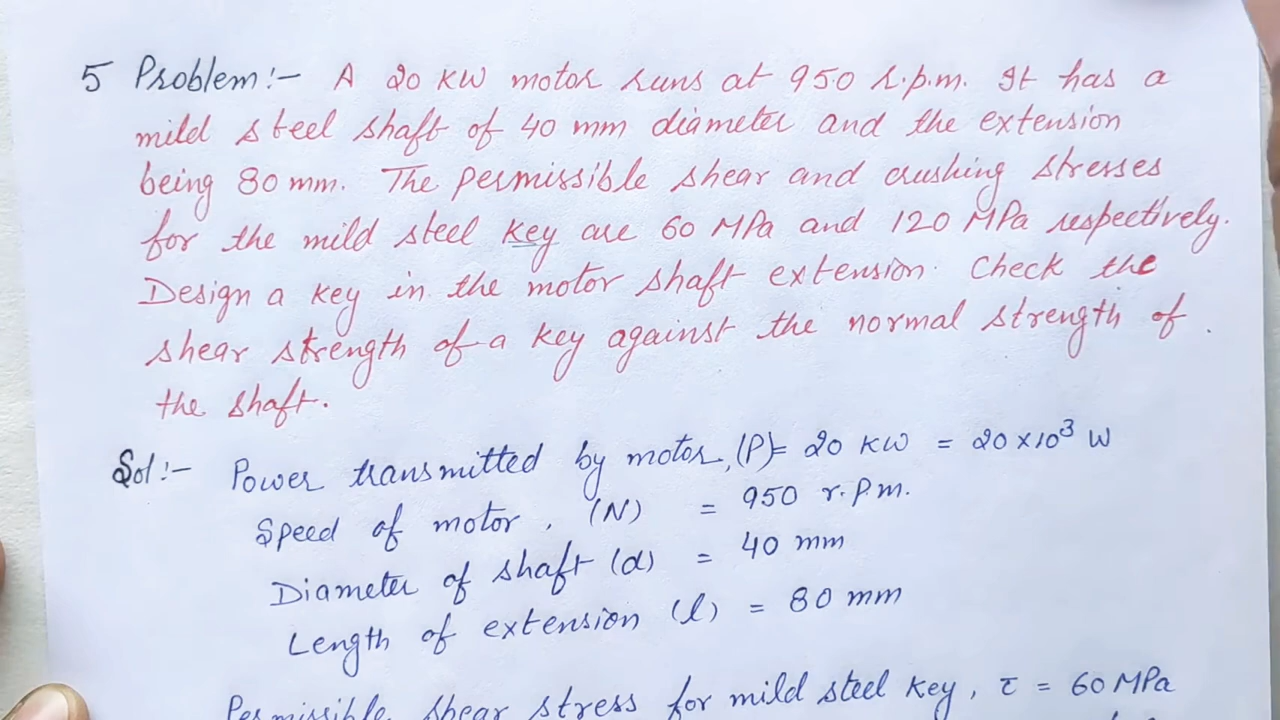 5 Problem:- A 20 KW motor runs at 950 r.p.m. It has a
mild steel shaft of 40 mm diameter and the extension
being 80 mm. The permissible shear and crushing stresses
for the mild steel key are 60 MPa and 120 MPa respectively.
Design a key in the motor shaft extension. Check the
shear strength of a key against the normal strength of
the shaft.
Sol:- Power transmitted by motor, (P)= 20 KW = 20 x10³ W
Speed of motor, (N) = 950 r.p.m.
Diameter of shaft (d) = 40 mm
Length of extension (l) = 80 mm
Permissible shear stress for mild steel key, τ = 60 MPa